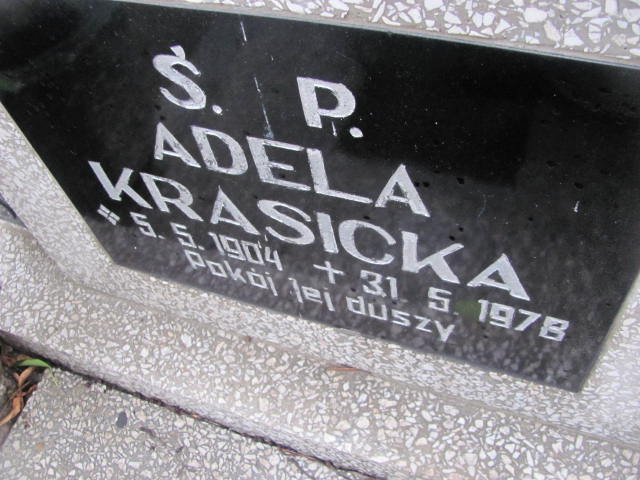 Ś. P.
ADELA
KRASICKA
* 5. 5. 1904 + 31 5. 1978
Pokój jej duszy